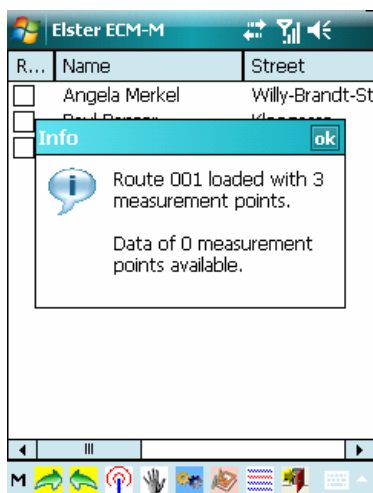 Elster ECM-M
R... Name Street
Angela Merkel Willy-Brandt-St
Info ok
Route 001 loaded with 3
measurement points.
Data of 0 measurement
points available.
M